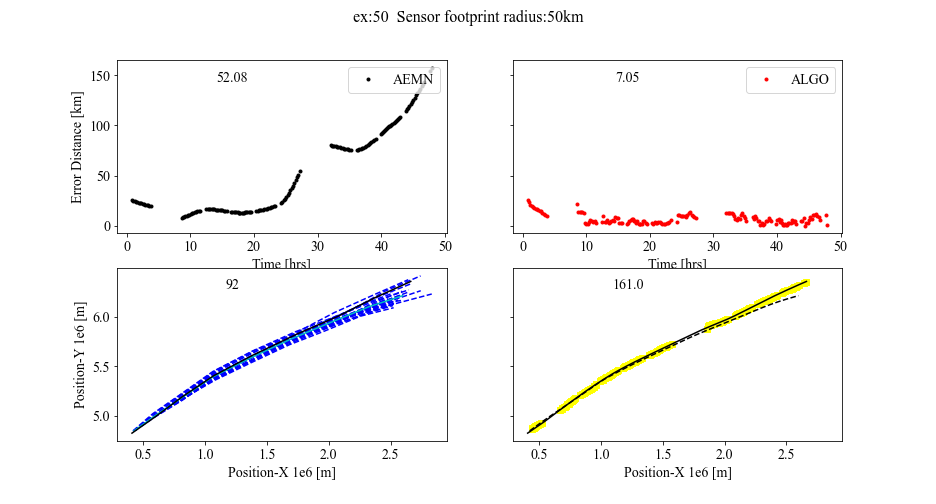 ex:50  Sensor footprint radius:50km
52.08
AEMN
Error Distance [km]
150
100
50
0
0 10 20 30 40 50
Time [hrs]
7.05
ALGO
0 10 20 30 40 50
Time [hrs]
92
Position-Y 1e6 [m]
6.0
5.5
5.0
0.5 1.0 1.5 2.0 2.5
Position-X 1e6 [m]
161.0
0.5 1.0 1.5 2.0 2.5
Position-X 1e6 [m]